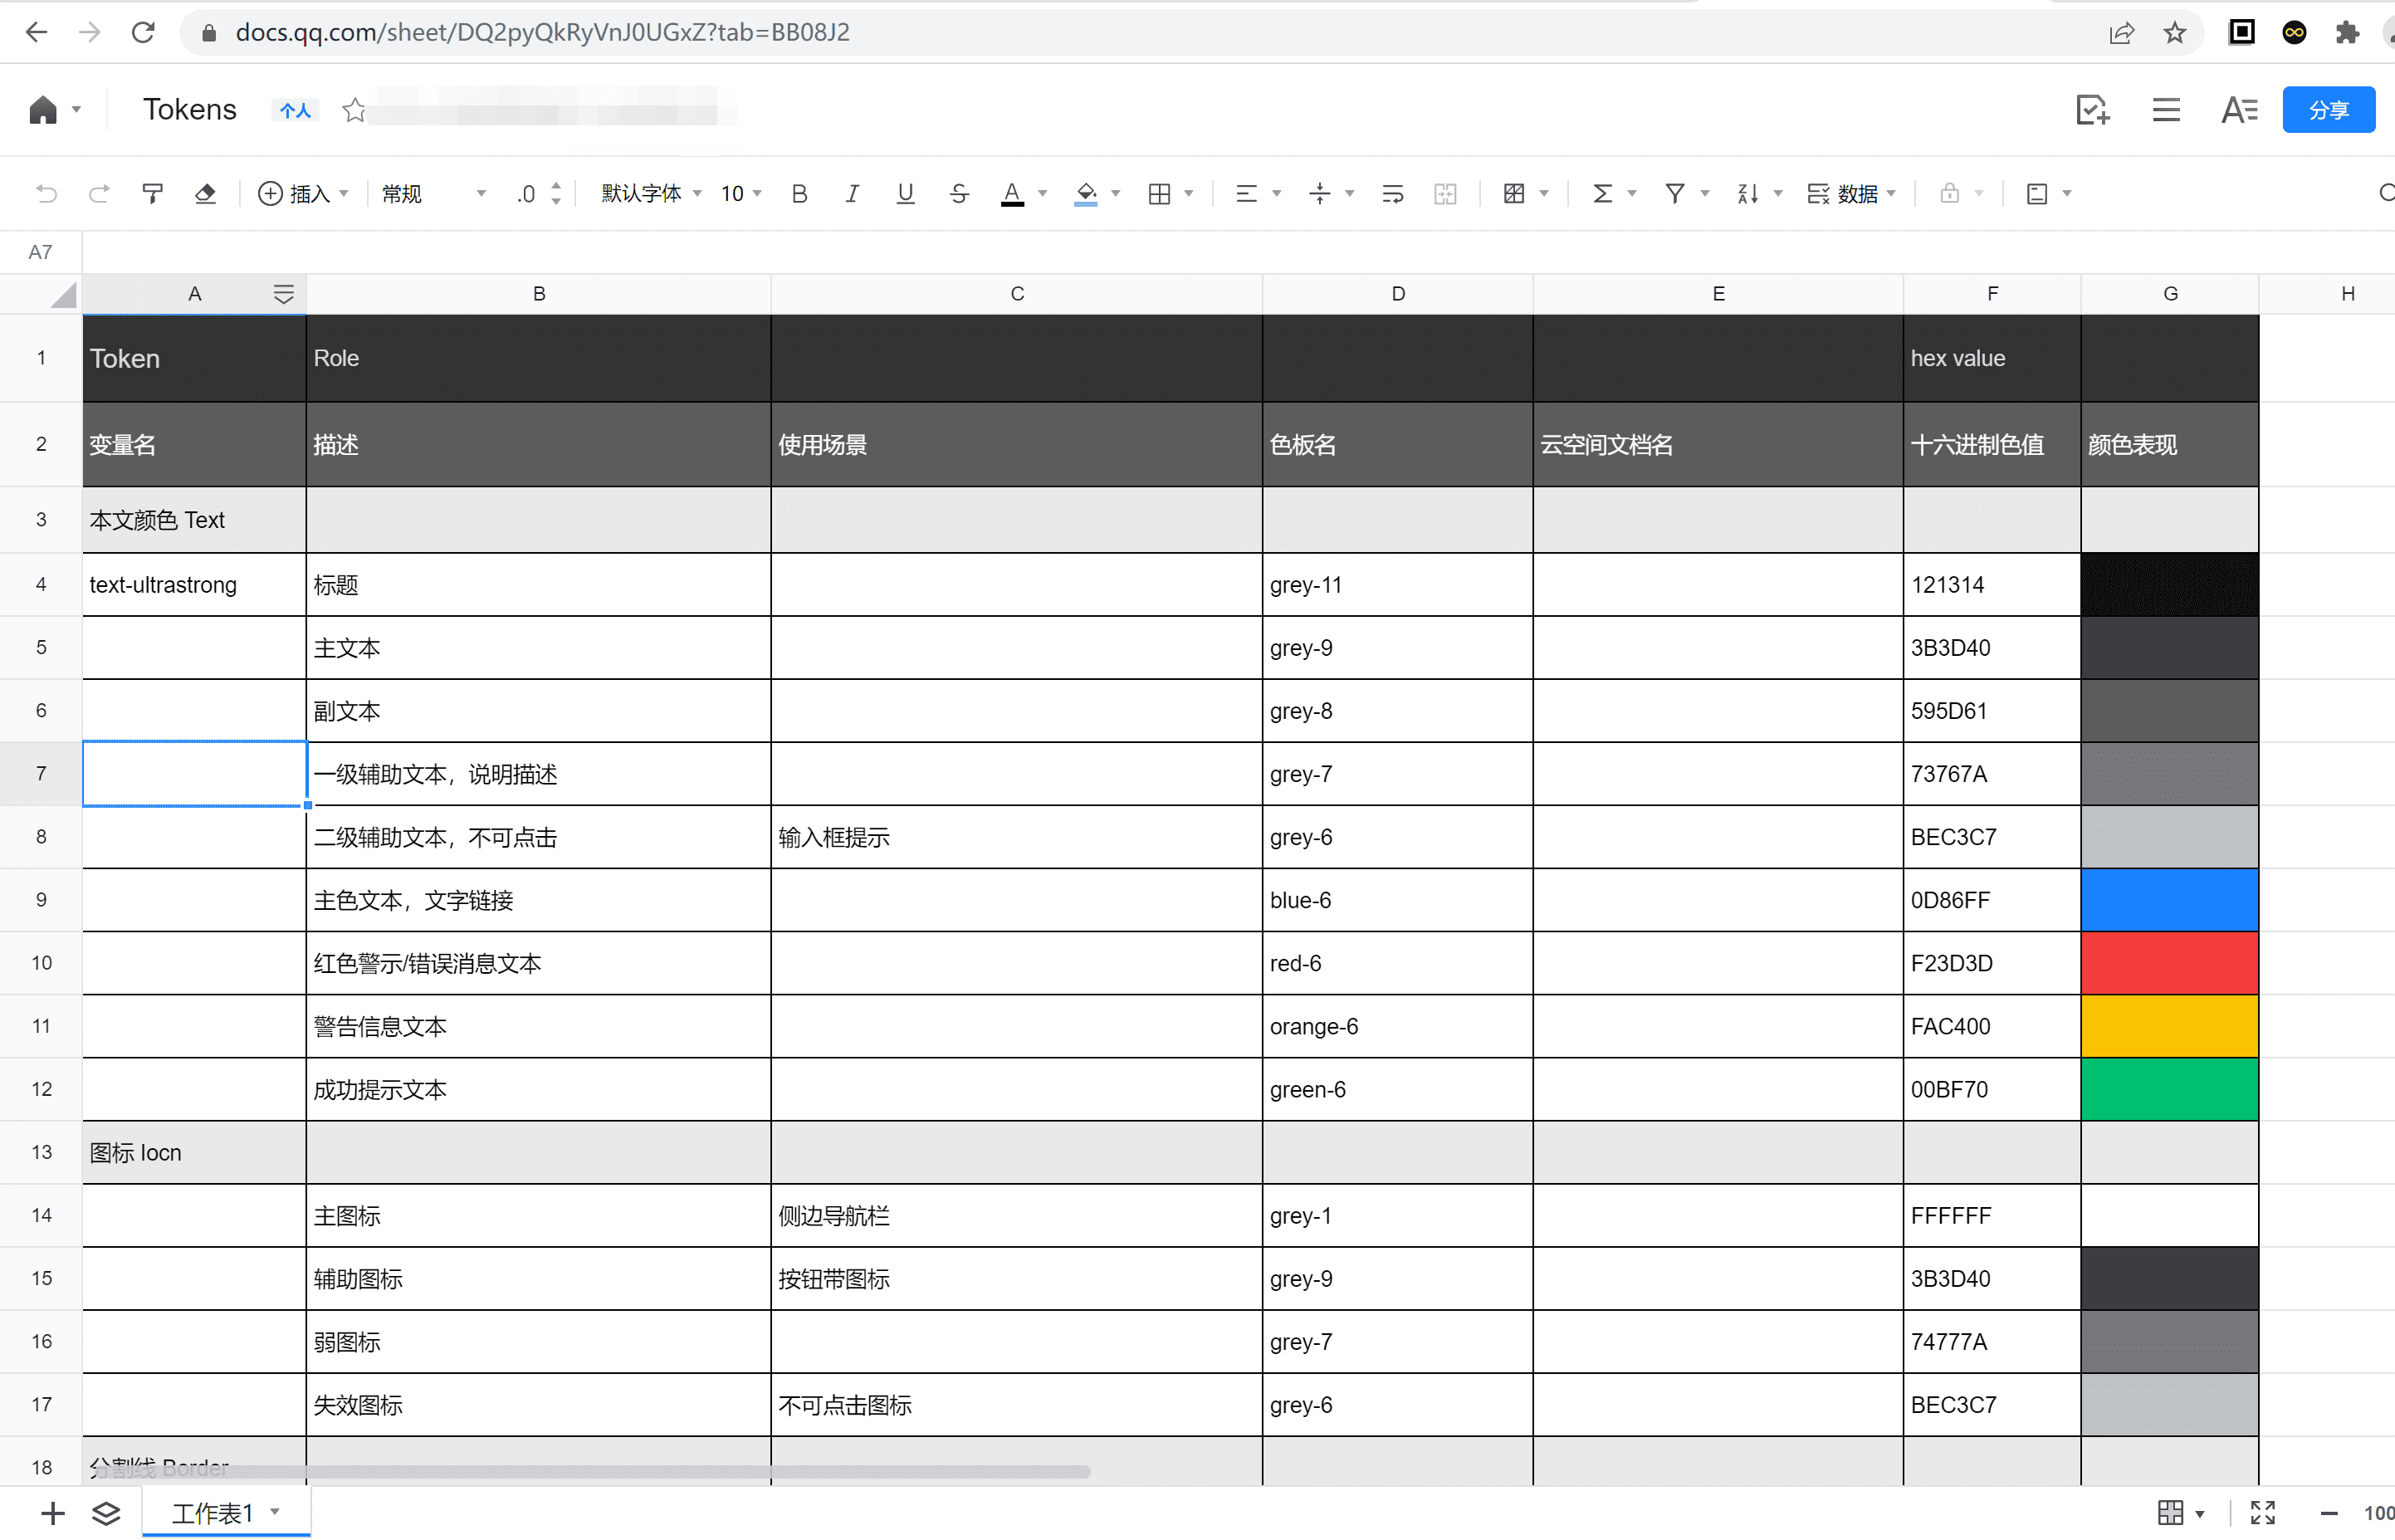 docs.qq.com/sheet/DQ2pyQkRyVnJ0UGxZ?tab=BB08J2
Tokens 个人 分享
插入 常规 .0 默认字体 10 B I U S A Σ 数据
A7
A B C D E F G H
1 Token Role hex value
2 变量名 描述 使用场景 色板名 云空间文档名 十六进制色值 颜色表现
3 本文颜色 Text
4 text-ultrastrong 标题 grey-11 121314
5 主文本 grey-9 3B3D40
6 副文本 grey-8 595D61
7 一级辅助文本，说明描述 grey-7 73767A
8 二级辅助文本，不可点击 输入框提示 grey-6 BEC3C7
9 主色文本，文字链接 blue-6 0D86FF
10 红色警示/错误消息文本 red-6 F23D3D
11 警告信息文本 orange-6 FAC400
12 成功提示文本 green-6 00BF70
13 图标 Iocn
14 主图标 侧边导航栏 grey-1 FFFFFF
15 辅助图标 按钮带图标 grey-9 3B3D40
16 弱图标 grey-7 74777A
17 失效图标 不可点击图标 grey-6 BEC3C7
18 分割线 Border
工作表1 100